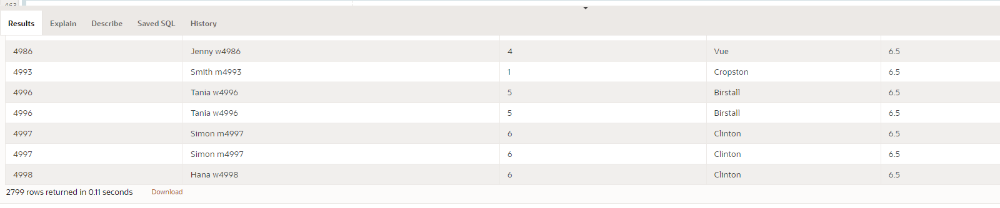 Results Explain Describe Saved SQL History
4986 Jenny w4986 4 Vue 6.5
4993 Smith m4993 1 Cropston 6.5
4996 Tania w4996 5 Birstall 6.5
4996 Tania w4996 5 Birstall 6.5
4997 Simon m4997 6 Clinton 6.5
4997 Simon m4997 6 Clinton 6.5
4998 Hana w4998 6 Clinton 6.5
2799 rows returned in 0.11 seconds Download